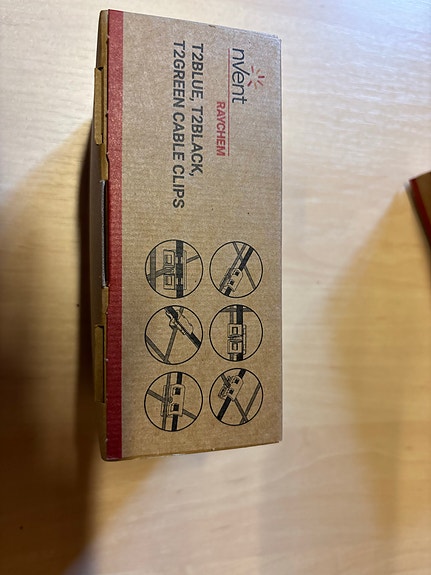 nVent
RAYCHEM
T2BLUE, T2BLACK,
T2GREEN CABLE CLIPS